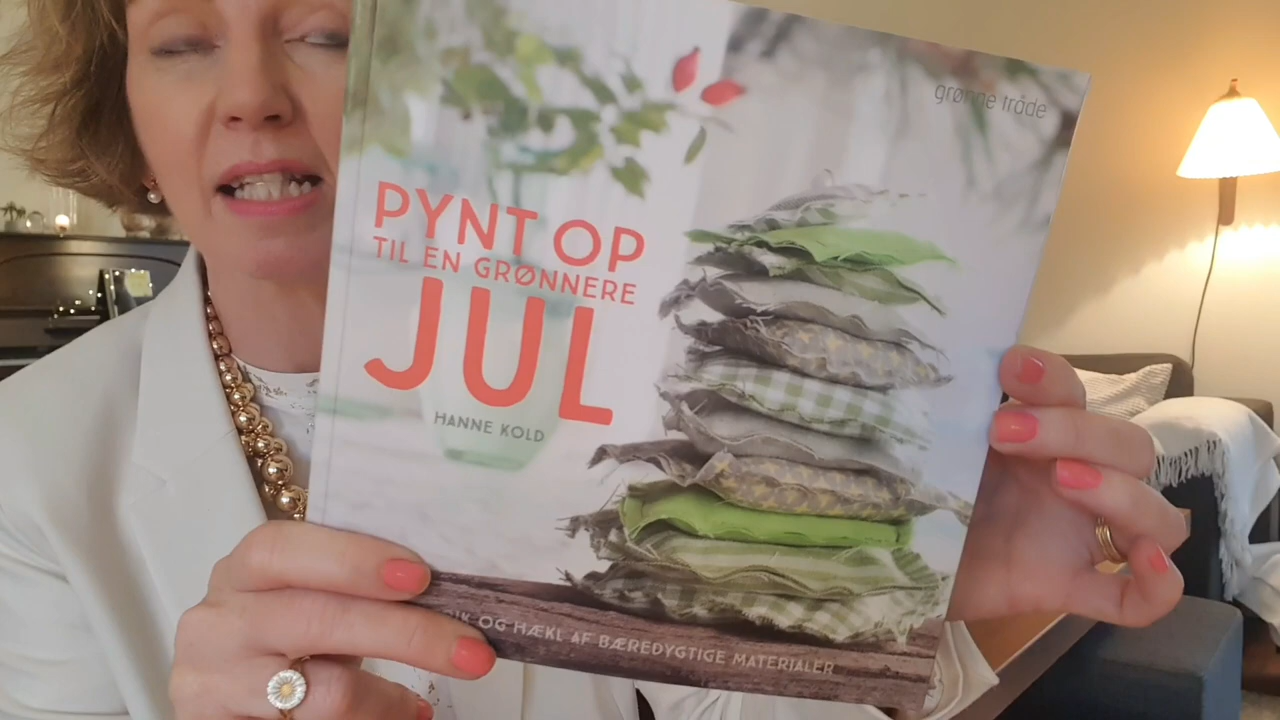 grønne tråde
PYNT OP
TIL EN GRØNNERE
JUL
HANNE KOLD
OG HÆKL AF BÆREDYGTIGE MATERIALER